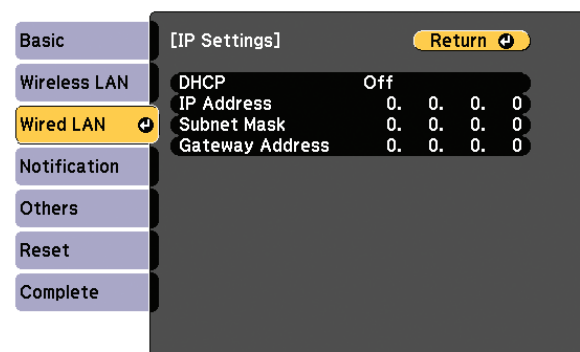 Basic
Wireless LAN
Wired LAN
Notification
Others
Reset
Complete
[IP Settings] Return
DHCP Off
IP Address 0. 0. 0. 0
Subnet Mask 0. 0. 0. 0
Gateway Address 0. 0. 0. 0